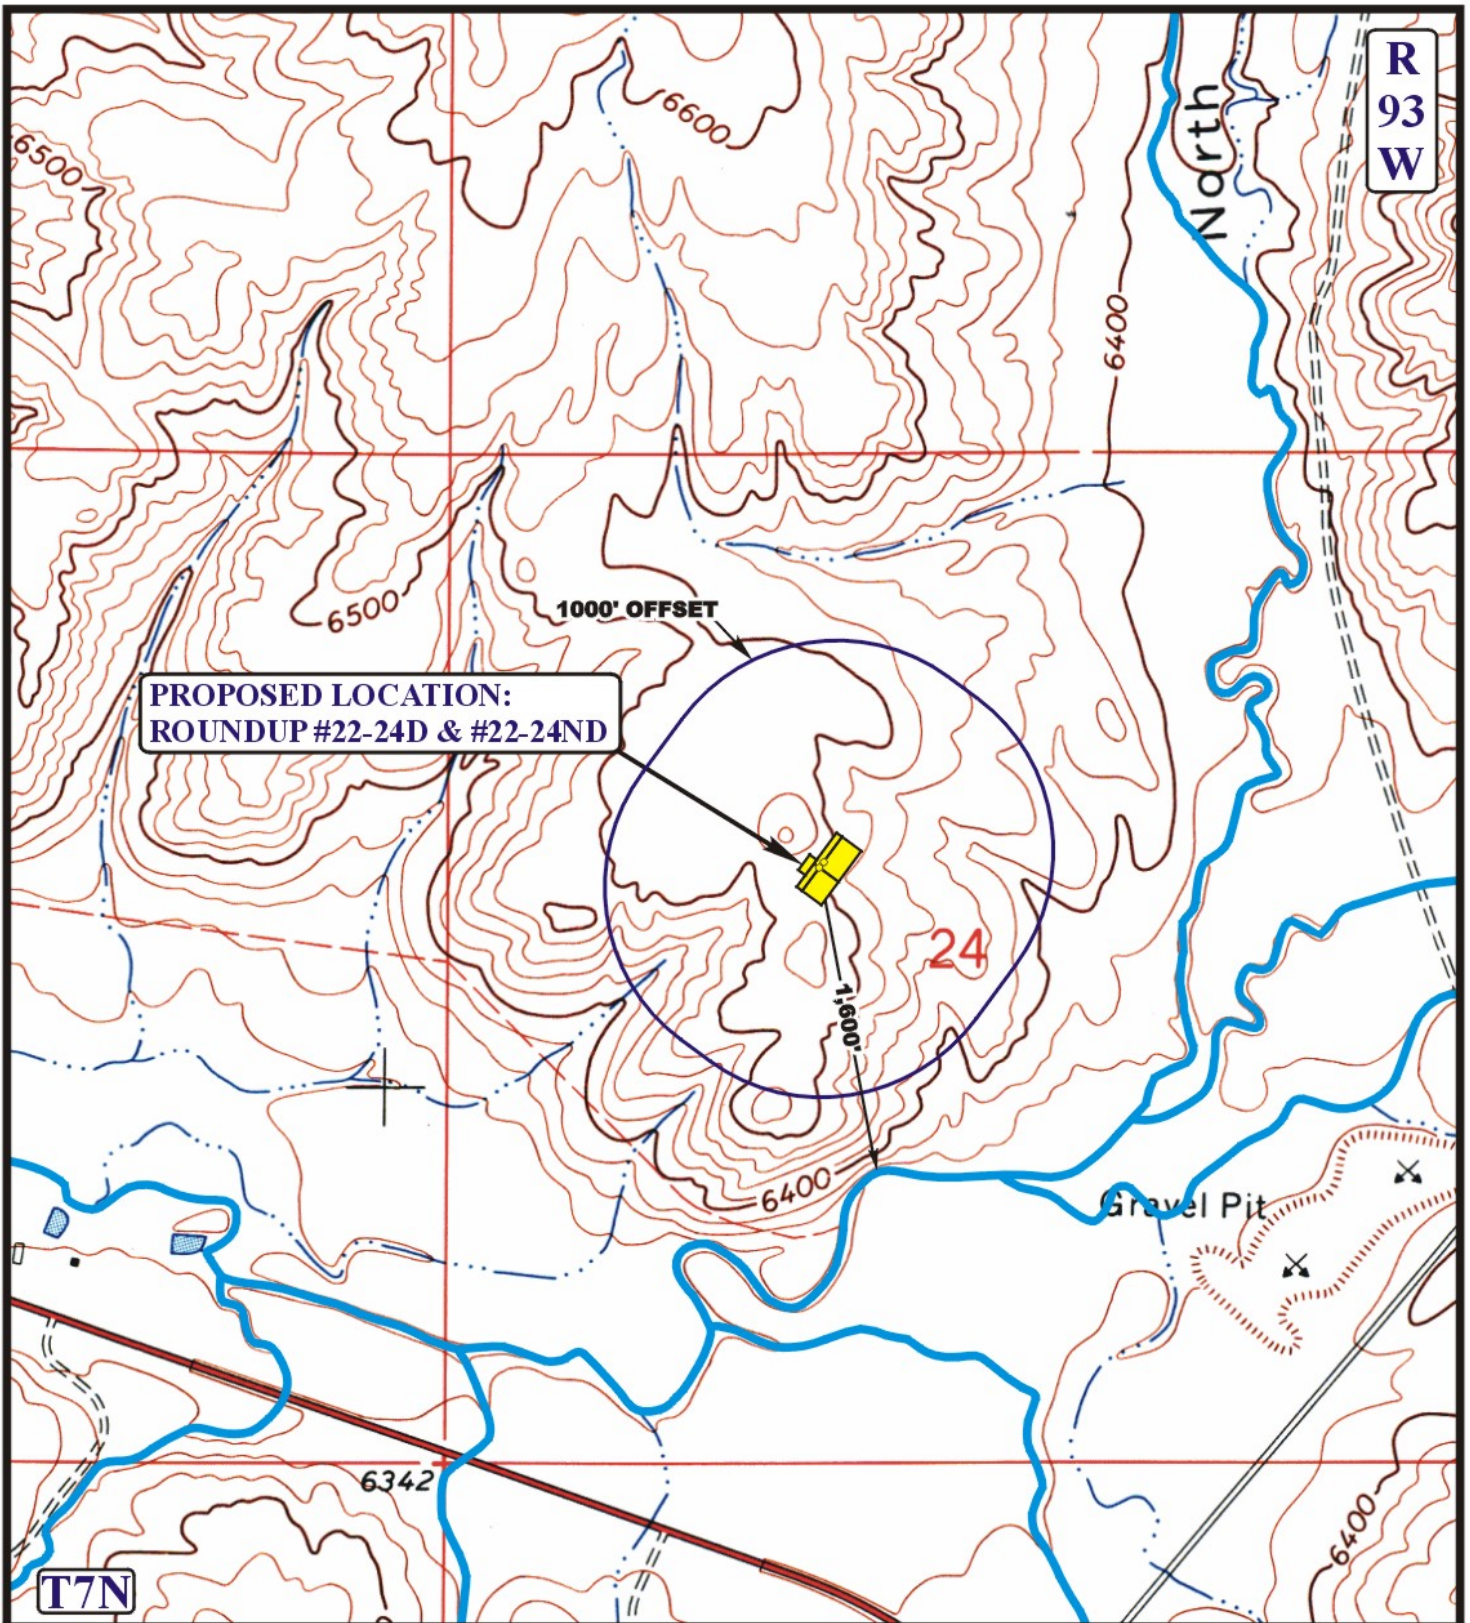 R
93
W
6600
North
6500
6400
6500
1000' OFFSET
PROPOSED LOCATION:
ROUNDUP #22-24D & #22-24ND
24
1,600'
6400
Gravel Pit
6342
6400
T7N